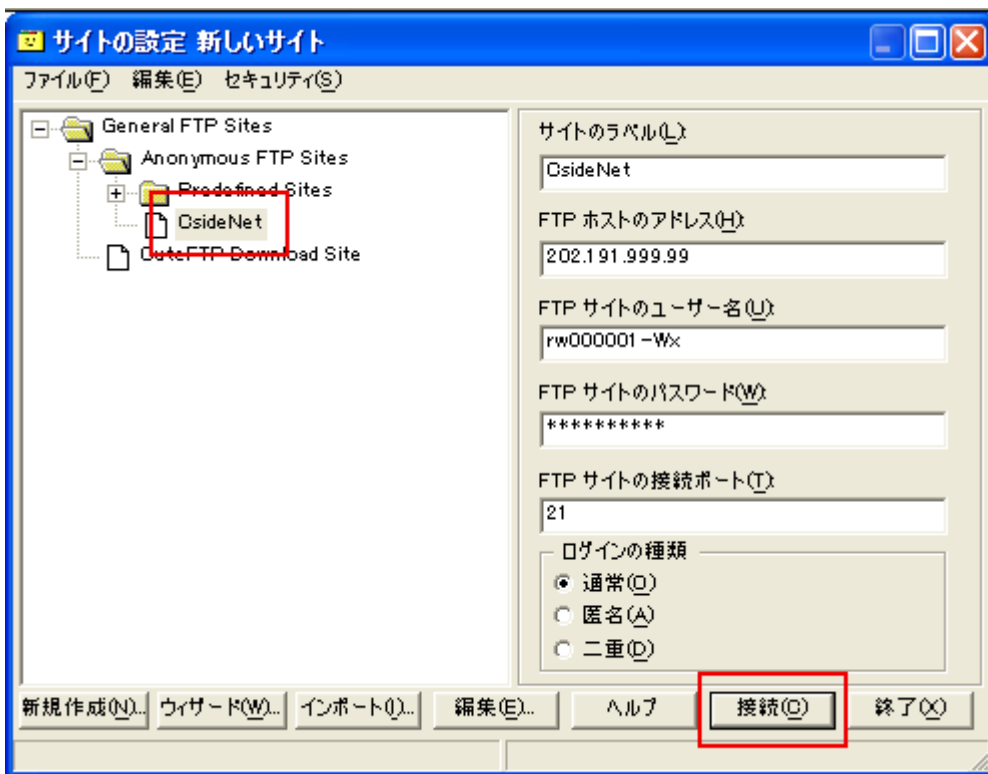 サイトの設定 新しいサイト
ファイル(F) 編集(E) セキュリティ(S)
General FTP Sites
Anonymous FTP Sites
Predefined Sites
CsideNet
CuteFTP Download Site
サイトのラベル(L):
CsideNet
FTP ホストのアドレス(H):
202.191.999.99
FTP サイトのユーザー名(U):
rw000001-Wx
FTP サイトのパスワード(W):
**********
FTP サイトの接続ポート(T):
21
ログインの種類
通常(O)
匿名(A)
二重(D)
新規作成(N)... ウィザード(W)... インポート(I)... 編集(E)... ヘルプ 接続(C) 終了(X)